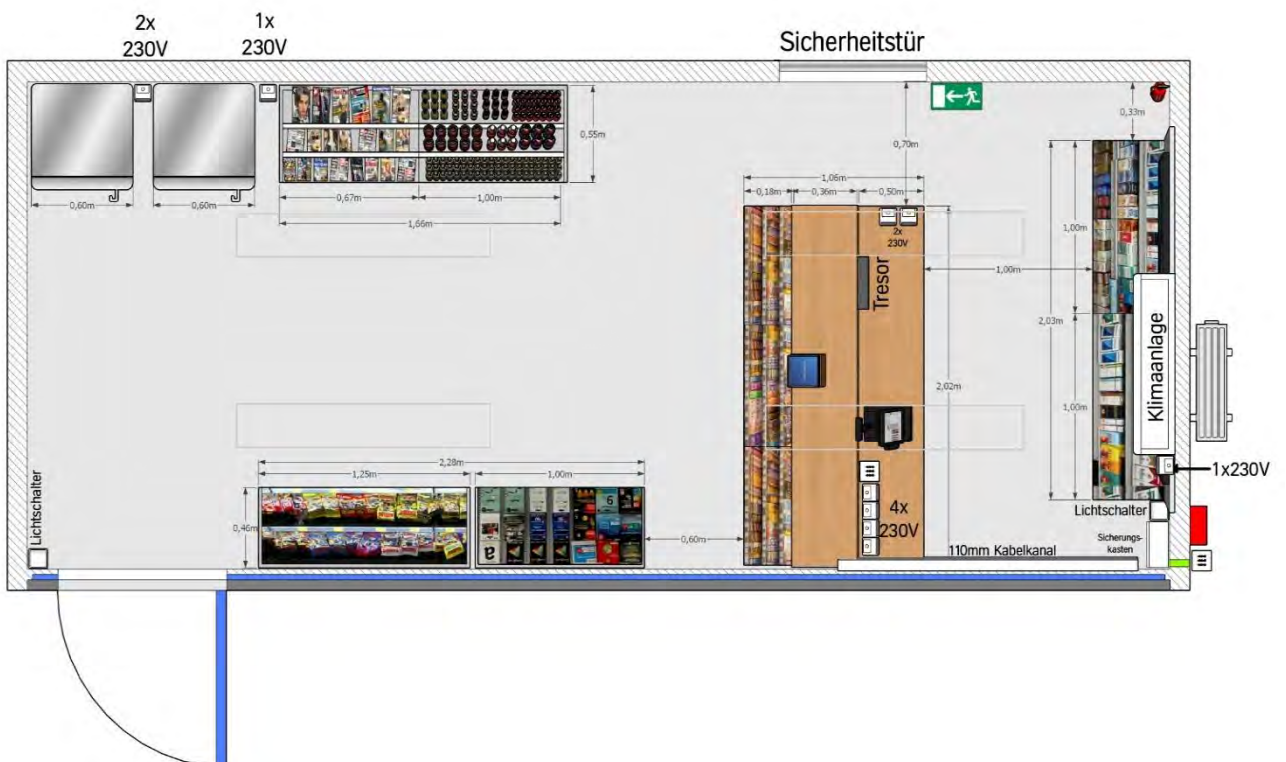 2x
230V
1x
230V
Sicherheitstür
0,33m
0,55m
0,70m
0,60m
0,60m
0,67m
1,00m
1,66m
1,06m
0,18m
0,36m
0,50m
2x
230V
Tresor
1,00m
1,00m
2,03m
1,00m
Klimaanlage
2,02m
2,28m
1,25m
1,00m
0,46m
0,60m
4x
230V
1x230V
Lichtschalter
Lichtschalter
Sicherungs-
kasten
110mm Kabelkanal